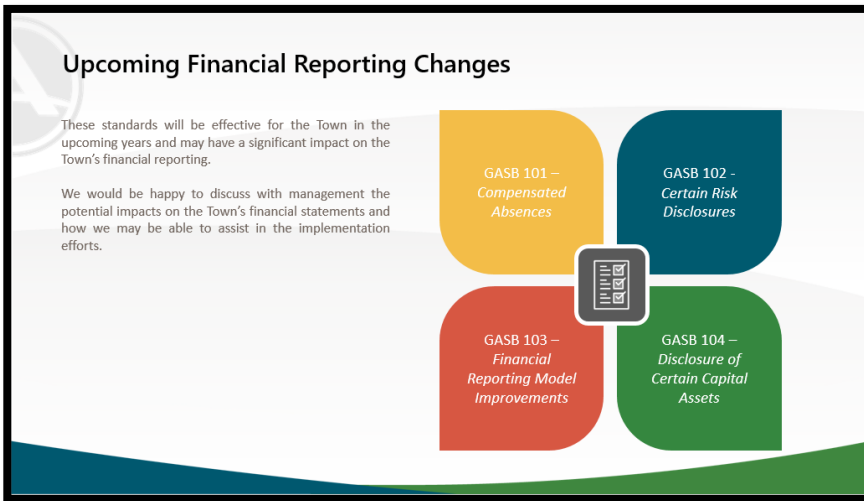 Upcoming Financial Reporting Changes
These standards will be effective for the Town in the
upcoming years and may have a significant impact on the
Town's financial reporting.
We would be happy to discuss with management the
potential impacts on the Town's financial statements and
how we may be able to assist in the implementation
efforts.
GASB 101 –
Compensated
Absences
GASB 102 -
Certain Risk
Disclosures
GASB 103 –
Financial
Reporting Model
Improvements
GASB 104 –
Disclosure of
Certain Capital
Assets